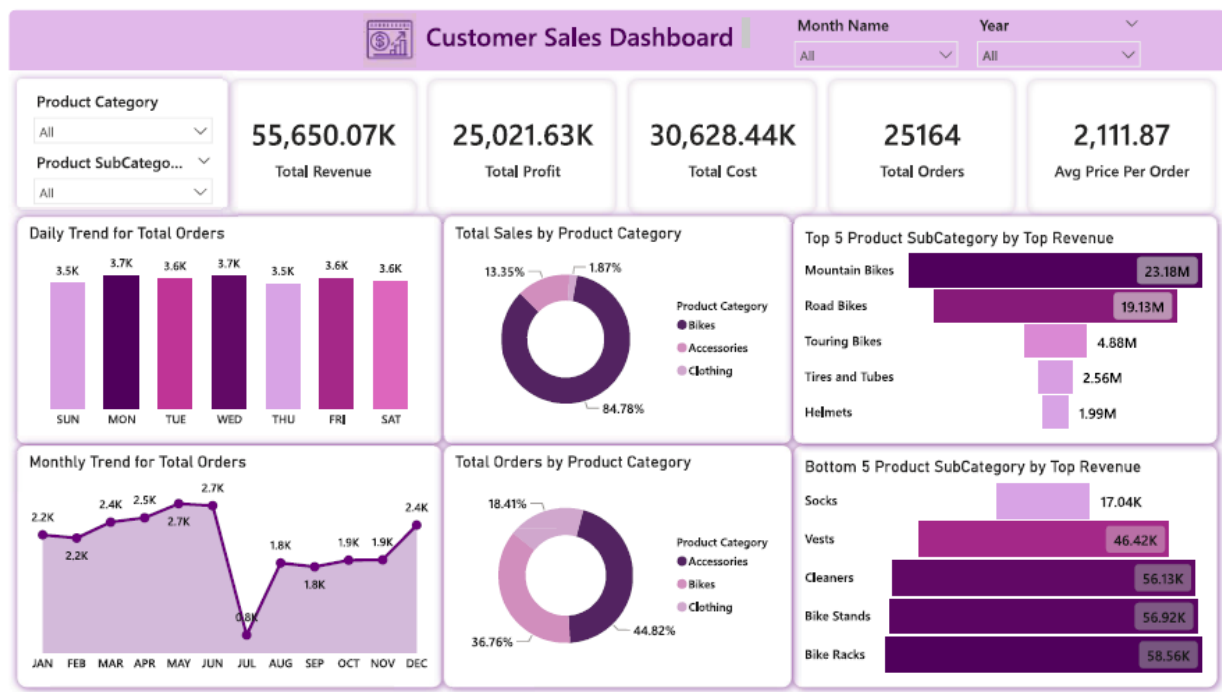 Customer Sales Dashboard
Month Name
All
Year
All
Product Category
All
Product SubCatego...
All
55,650.07K
Total Revenue
25,021.63K
Total Profit
30,628.44K
Total Cost
25164
Total Orders
2,111.87
Avg Price Per Order
Daily Trend for Total Orders
3.5K 3.7K 3.6K 3.7K 3.5K 3.6K 3.6K
SUN MON TUE WED THU FRI SAT
Total Sales by Product Category
13.35% 1.87%
84.78%
Product Category
Bikes
Accessories
Clothing
Top 5 Product SubCategory by Top Revenue
Mountain Bikes 23.18M
Road Bikes 19.13M
Touring Bikes 4.88M
Tires and Tubes 2.56M
Helmets 1.99M
Monthly Trend for Total Orders
2.2K 2.2K 2.4K 2.5K 2.7K 2.7K 0.8K 1.8K 1.8K 1.9K 1.9K 2.4K
JAN FEB MAR APR MAY JUN JUL AUG SEP OCT NOV DEC
Total Orders by Product Category
18.41%
36.76% 44.82%
Product Category
Accessories
Bikes
Clothing
Bottom 5 Product SubCategory by Top Revenue
Socks 17.04K
Vests 46.42K
Cleaners 56.13K
Bike Stands 56.92K
Bike Racks 58.56K